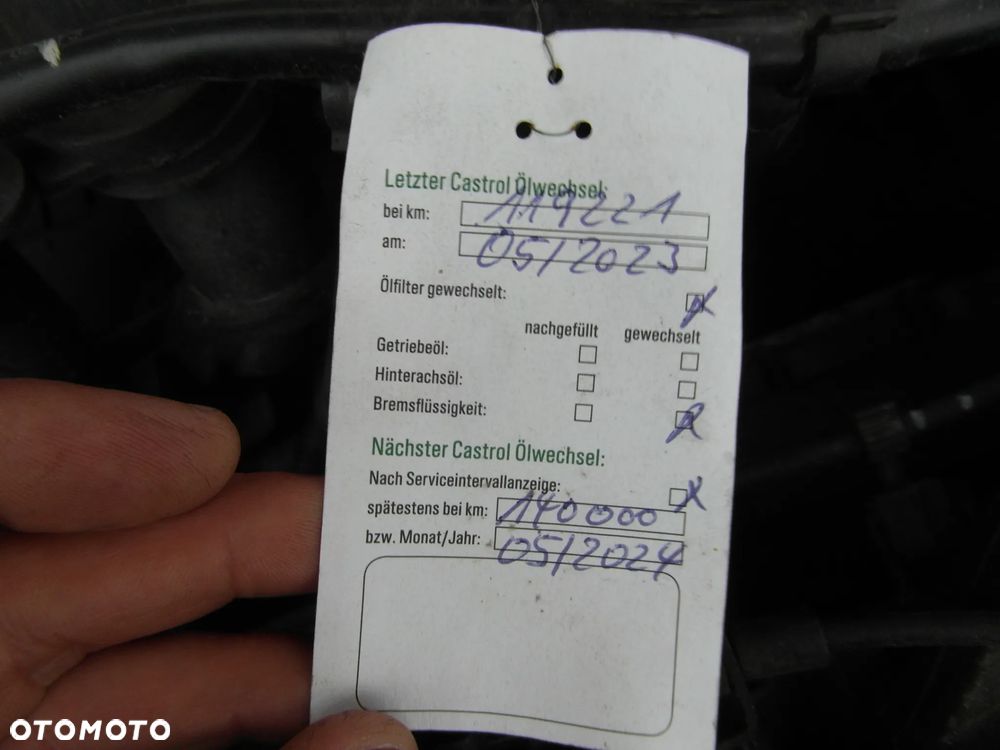 Letzter Castrol Ölwechsel:
bei km: 119221
am: 05/2023
Ölfilter gewechselt:
nachgefüllt gewechselt
Getriebeöl:
Hinterachsöl:
Bremsflüssigkeit:
Nächster Castrol Ölwechsel:
Nach Serviceintervallanzeige:
spätestens bei km: 140000
bzw. Monat/Jahr: 05/2024
OTOMOTO